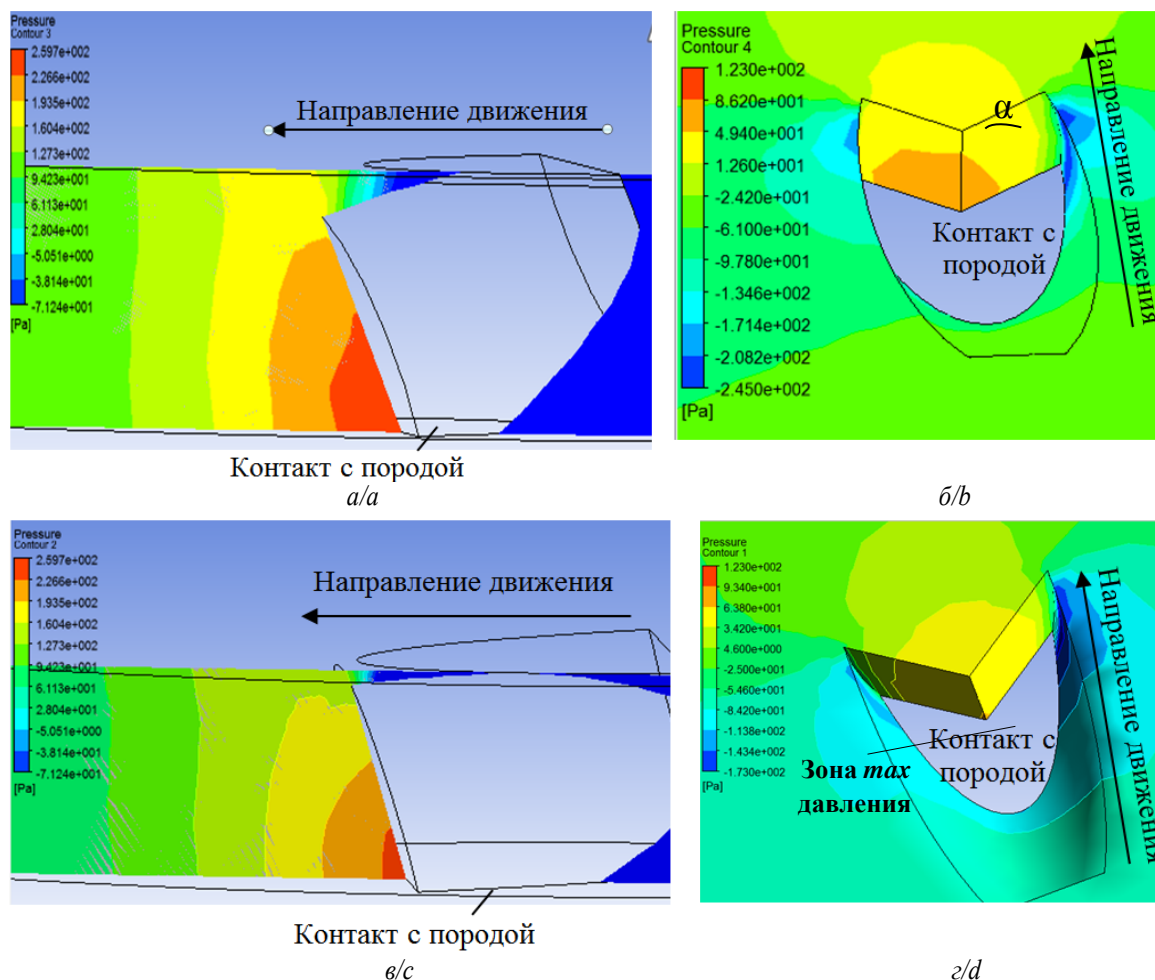 Pressure
Contour 3
2.597e+002
2.266e+002
1.935e+002
1.604e+002
1.273e+002
9.423e+001
6.113e+001
2.804e+001
-5.051e+000
-3.814e+001
-7.124e+001
[Pa]
Направление движения
Контакт с
породой
а/a
Pressure
Contour 4
1.230e+002
8.620e+001
4.940e+001
1.260e+001
-2.420e+001
-6.100e+001
-9.780e+001
-1.346e+002
-1.714e+002
-2.082e+002
-2.450e+002
[Pa]
α
Направление движения
Контакт с породой
б/b
Pressure
Contour 2
2.597e+002
2.266e+002
1.935e+002
1.604e+002
1.273e+002
9.423e+001
6.113e+001
2.804e+001
-5.051e+000
-3.814e+001
-7.124e+001
[Pa]
Направление движения
Контакт с породой
в/c
Pressure
Contour 1
1.230e+002
9.340e+001
6.380e+001
3.420e+001
4.600e+000
-2.500e+001
-5.460e+001
-8.420e+001
-1.138e+002
-1.434e+002
-1.730e+002
[Pa]
Направление движения
Контакт с
породой
Зона max
давления
г/d